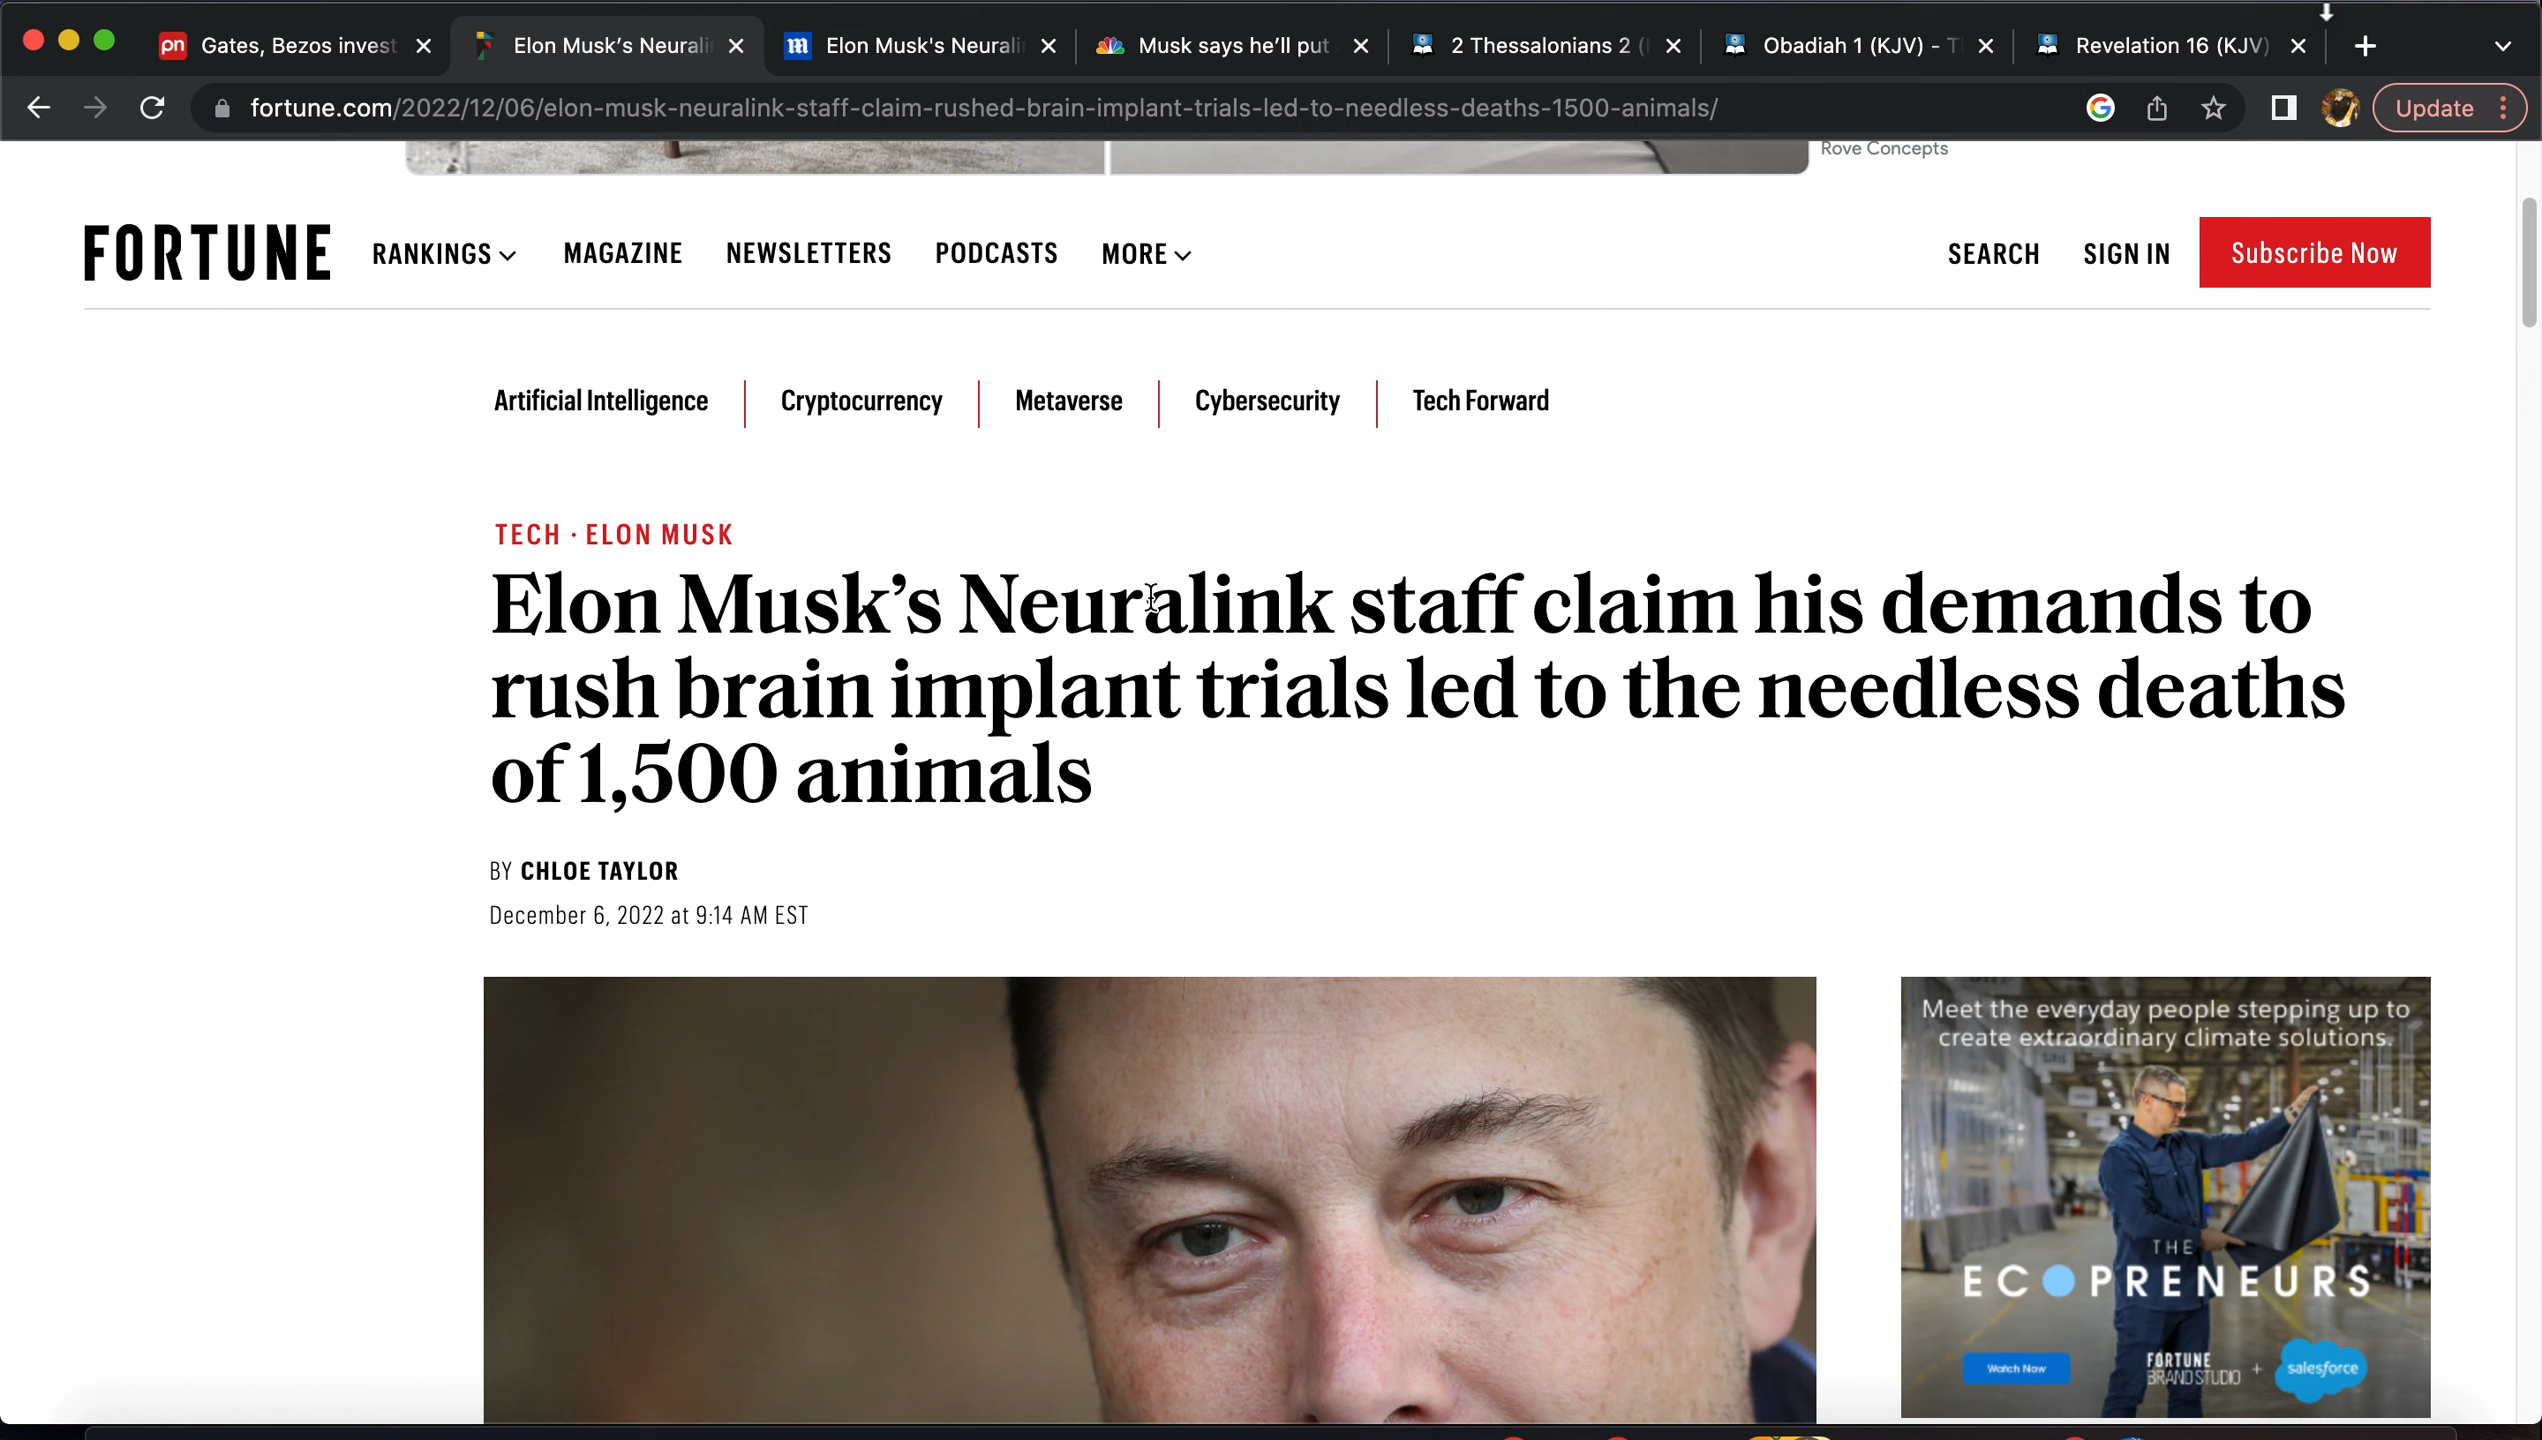 pn Gates, Bezos invest
Elon Musk’s Neurali
m Elon Musk's Neurali
Musk says he’ll put
2 Thessalonians 2 (
Obadiah 1 (KJV) - T
Revelation 16 (KJV)
fortune.com/2022/12/06/elon-musk-neuralink-staff-claim-rushed-brain-implant-trials-led-to-needless-deaths-1500-animals/
G
Update
Rove Concepts
FORTUNE RANKINGS MAGAZINE NEWSLETTERS PODCASTS MORE SEARCH SIGN IN Subscribe Now
Artificial Intelligence Cryptocurrency Metaverse Cybersecurity Tech Forward
TECH · ELON MUSK
Elon Musk’s Neuralink staff claim his demands to
rush brain implant trials led to the needless deaths
of 1,500 animals
BY CHLOE TAYLOR
December 6, 2022 at 9:14 AM EST
Meet the everyday people stepping up to
create extraordinary climate solutions.
THE
ECOPRENEURS
Watch Now
FORTUNE
BRAND STUDIO + salesforce